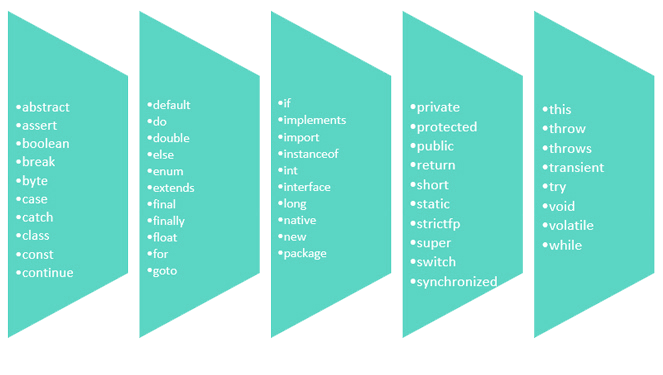 •abstract
•assert
•boolean
•break
•byte
•case
•catch
•class
•const
•continue
•default
•do
•double
•else
•enum
•extends
•final
•finally
•float
•for
•goto
•if
•implements
•import
•instanceof
•int
•interface
•long
•native
•new
•package
•private
•protected
•public
•return
•short
•static
•strictfp
•super
•switch
•synchronized
•this
•throw
•throws
•transient
•try
•void
•volatile
•while